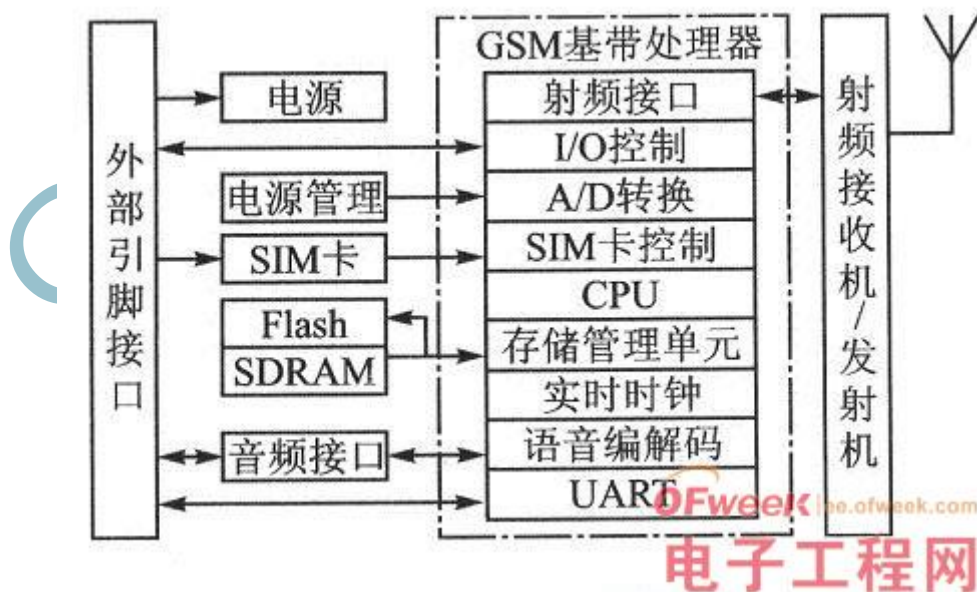 GSM基带处理器
外部引脚接口
电源
电源管理
SIM卡
Flash
SDRAM
音频接口
射频接口
I/O控制
A/D转换
SIM卡控制
CPU
存储管理单元
实时时钟
语音编解码
UART
射频接收机/发射机
OFweek ee.ofweek.com
电子工程网